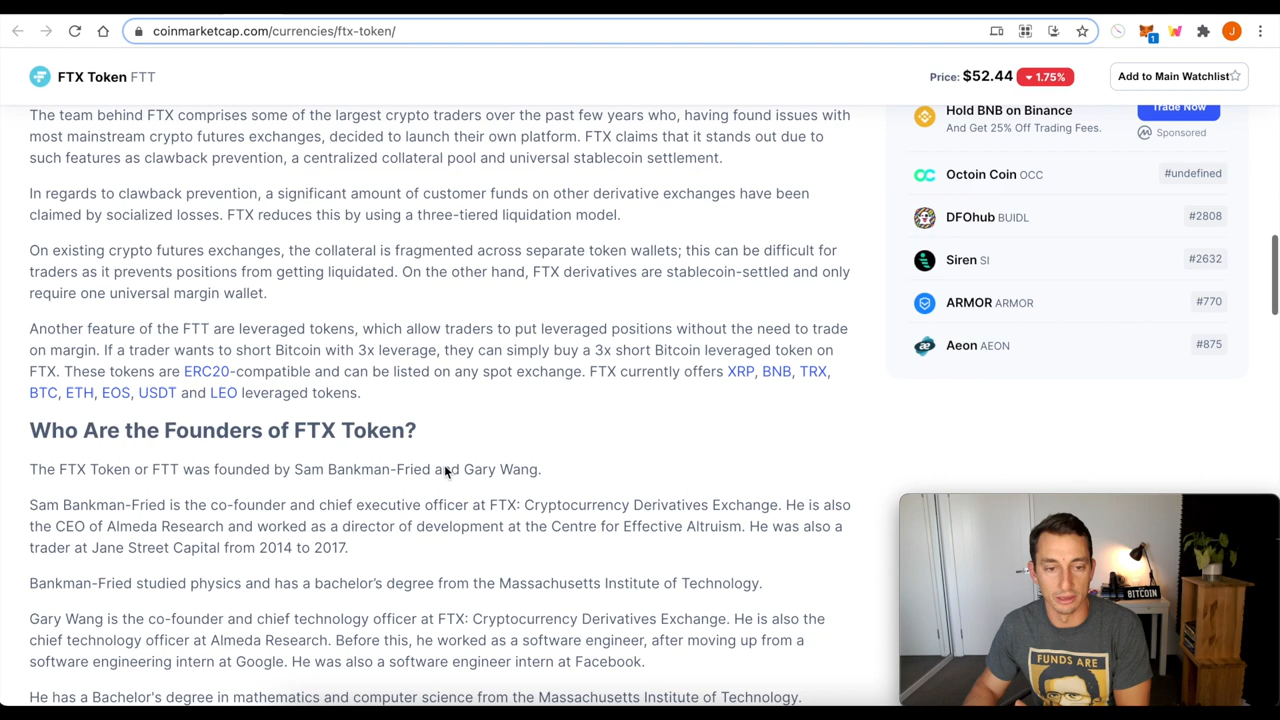 coinmarketcap.com/currencies/ftx-token/
1
J
FTX Token FTT
Price: $52.44 1.75%
Add to Main Watchlist
The team behind FTX comprises some of the largest crypto traders over the past few years who, having found issues with
most mainstream crypto futures exchanges, decided to launch their own platform. FTX claims that it stands out due to
such features as clawback prevention, a centralized collateral pool and universal stablecoin settlement.
In regards to clawback prevention, a significant amount of customer funds on other derivative exchanges have been
claimed by socialized losses. FTX reduces this by using a three-tiered liquidation model.
On existing crypto futures exchanges, the collateral is fragmented across separate token wallets; this can be difficult for
traders as it prevents positions from getting liquidated. On the other hand, FTX derivatives are stablecoin-settled and only
require one universal margin wallet.
Another feature of the FTT are leveraged tokens, which allow traders to put leveraged positions without the need to trade
on margin. If a trader wants to short Bitcoin with 3x leverage, they can simply buy a 3x short Bitcoin leveraged token on
FTX. These tokens are ERC20-compatible and can be listed on any spot exchange. FTX currently offers XRP, BNB, TRX,
BTC, ETH, EOS, USDT and LEO leveraged tokens.
Who Are the Founders of FTX Token?
The FTX Token or FTT was founded by Sam Bankman-Fried and Gary Wang.
Sam Bankman-Fried is the co-founder and chief executive officer at FTX: Cryptocurrency Derivatives Exchange. He is also
the CEO of Almeda Research and worked as a director of development at the Centre for Effective Altruism. He was also a
trader at Jane Street Capital from 2014 to 2017.
Bankman-Fried studied physics and has a bachelor's degree from the Massachusetts Institute of Technology.
Gary Wang is the co-founder and chief technology officer at FTX: Cryptocurrency Derivatives Exchange. He is also the
chief technology officer at Almeda Research. Before this, he worked as a software engineer, after moving up from a
software engineering intern at Google. He was also a software engineer intern at Facebook.
He has a Bachelor's degree in mathematics and computer science from the Massachusetts Institute of Technology.
Hold BNB on Binance
And Get 25% Off Trading Fees.
Trade Now
Sponsored
Octoin Coin OCC #undefined
DFOhub BUIDL #2808
Siren SI #2632
ARMOR ARMOR #770
Aeon AEON #875
BITCOIN
FUNDS ARE